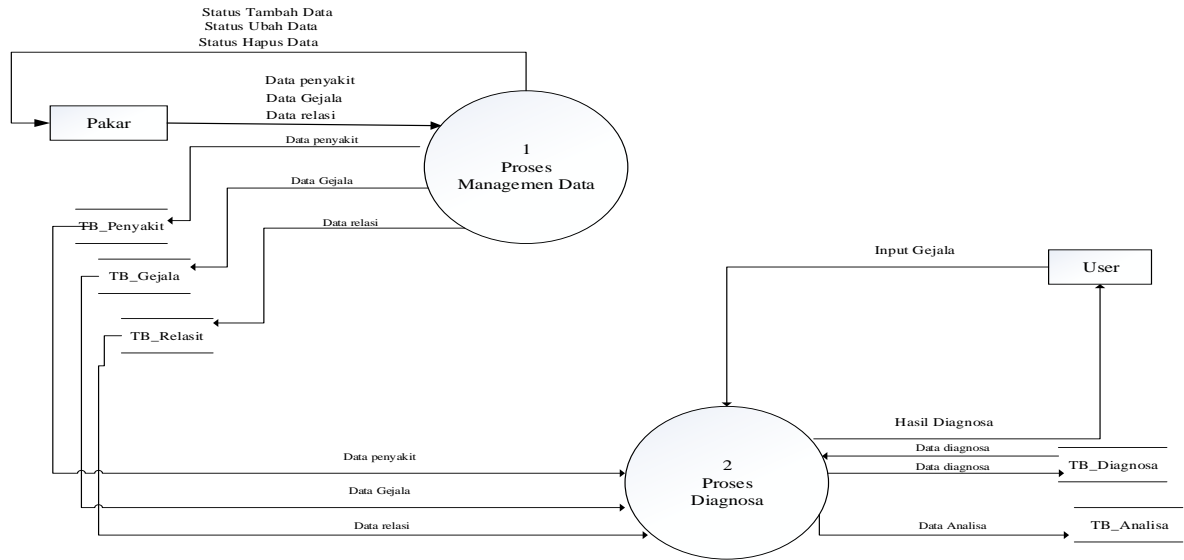 Status Tambah Data
Status Ubah Data
Status Hapus Data
Data penyakit
Data Gejala
Data relasi
Pakar
1
Proses
Managemen Data
Data penyakit
Data Gejala
Data relasi
TB_Penyakit
TB_Gejala
TB_Relasit
Input Gejala
User
Hasil Diagnosa
Data diagnosa
Data diagnosa
TB_Diagnosa
2
Proses
Diagnosa
Data penyakit
Data Gejala
Data relasi
Data Analisa
TB_Analisa